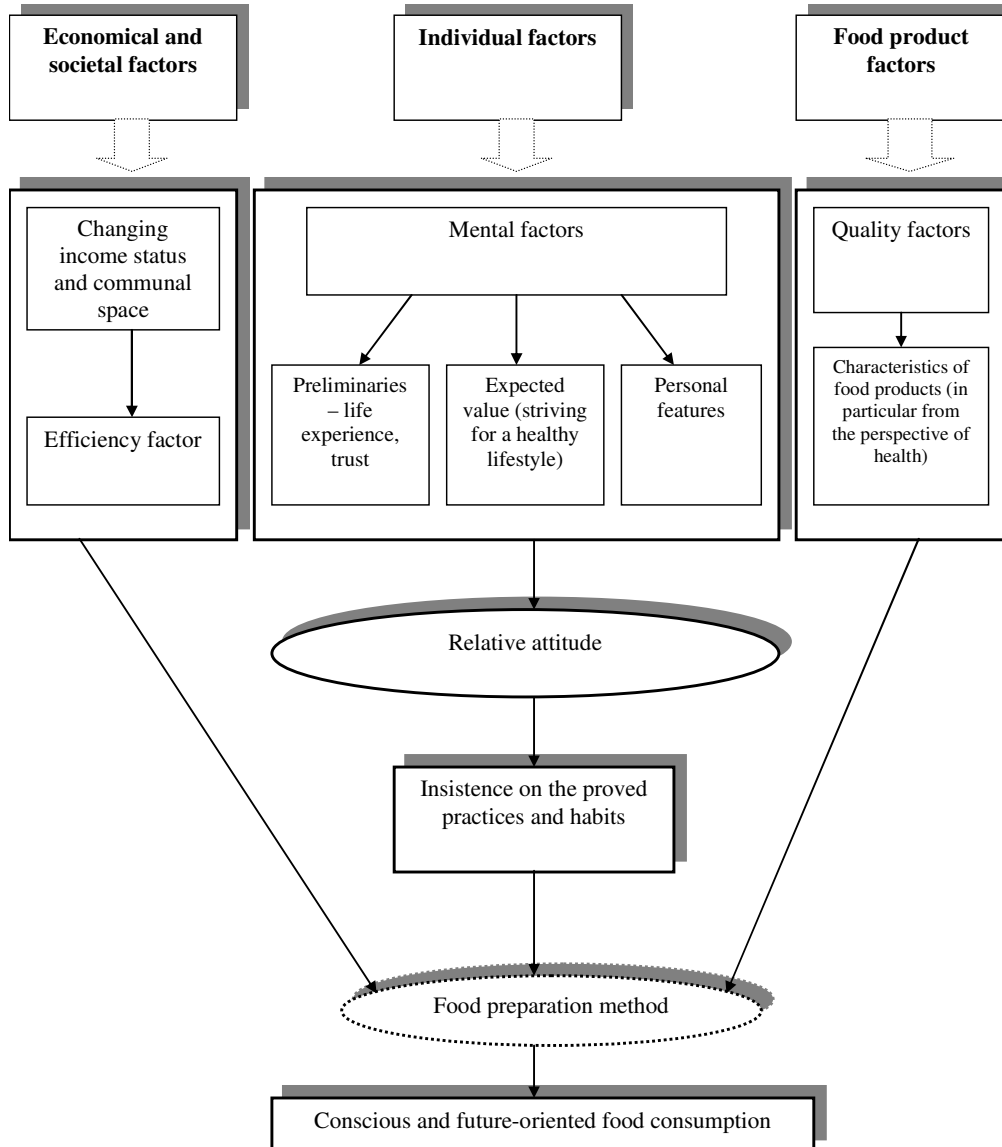 Economical and
societal factors
Individual factors
Food product
factors
Changing
income status
and communal
space
Efficiency factor
Mental factors
Preliminaries
– life
experience,
trust
Expected
value (striving
for a healthy
lifestyle)
Personal
features
Quality factors
Characteristics of
food products (in
particular from
the perspective of
health)
Relative attitude
Insistence on the proved
practices and habits
Food preparation method
Conscious and future-oriented food consumption